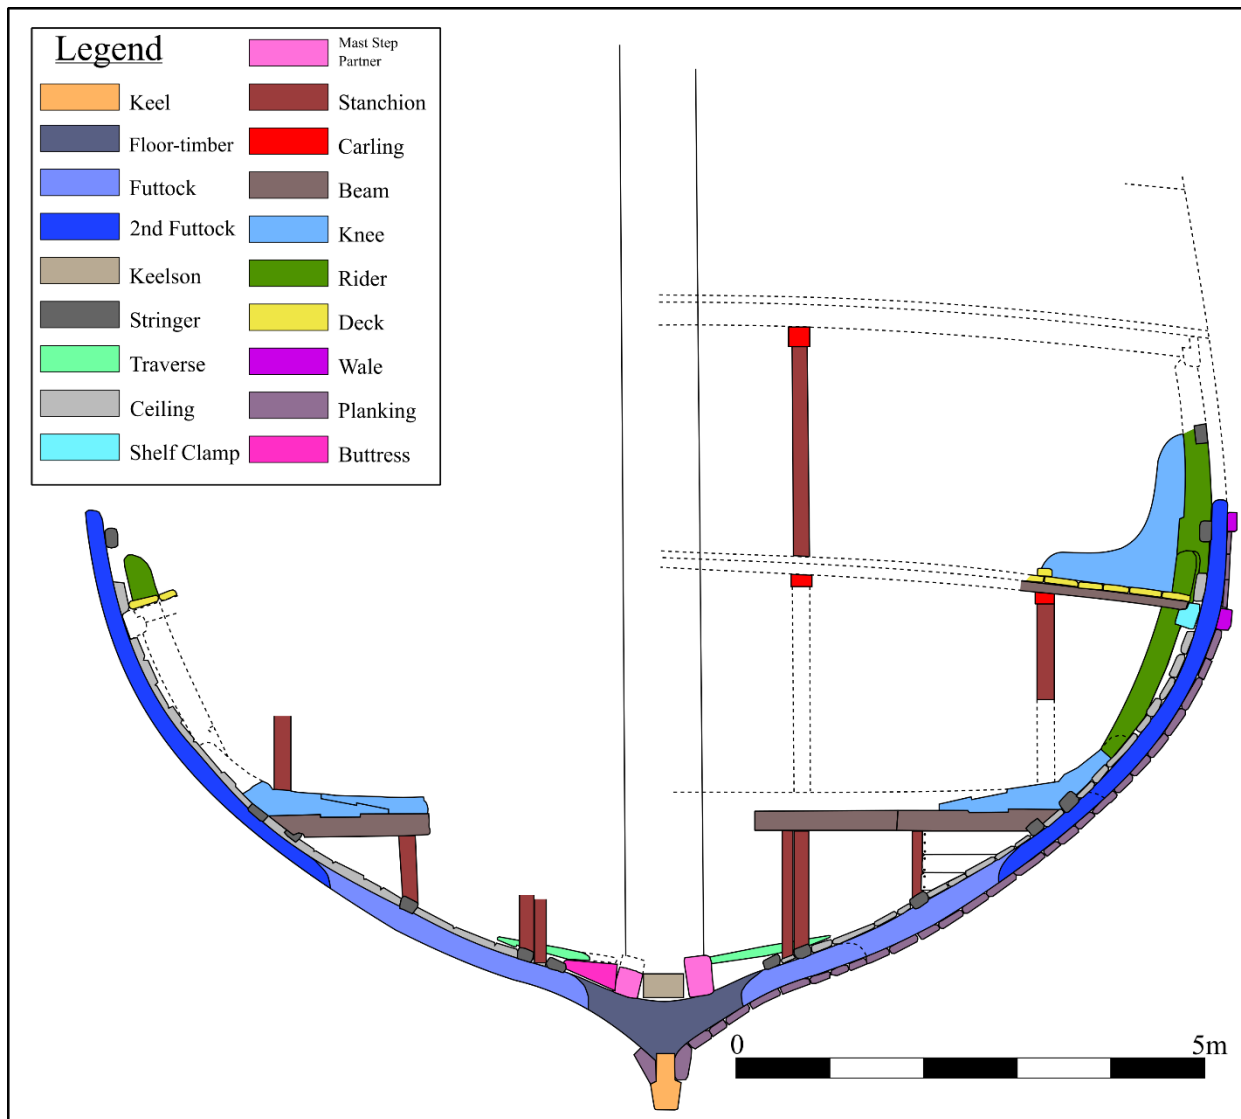 Legend
Keel
Floor-timber
Futtock
2nd Futtock
Keelson
Stringer
Traverse
Ceiling
Shelf Clamp
Mast Step
Partner
Stanchion
Carling
Beam
Knee
Rider
Deck
Wale
Planking
Buttress
0 5m